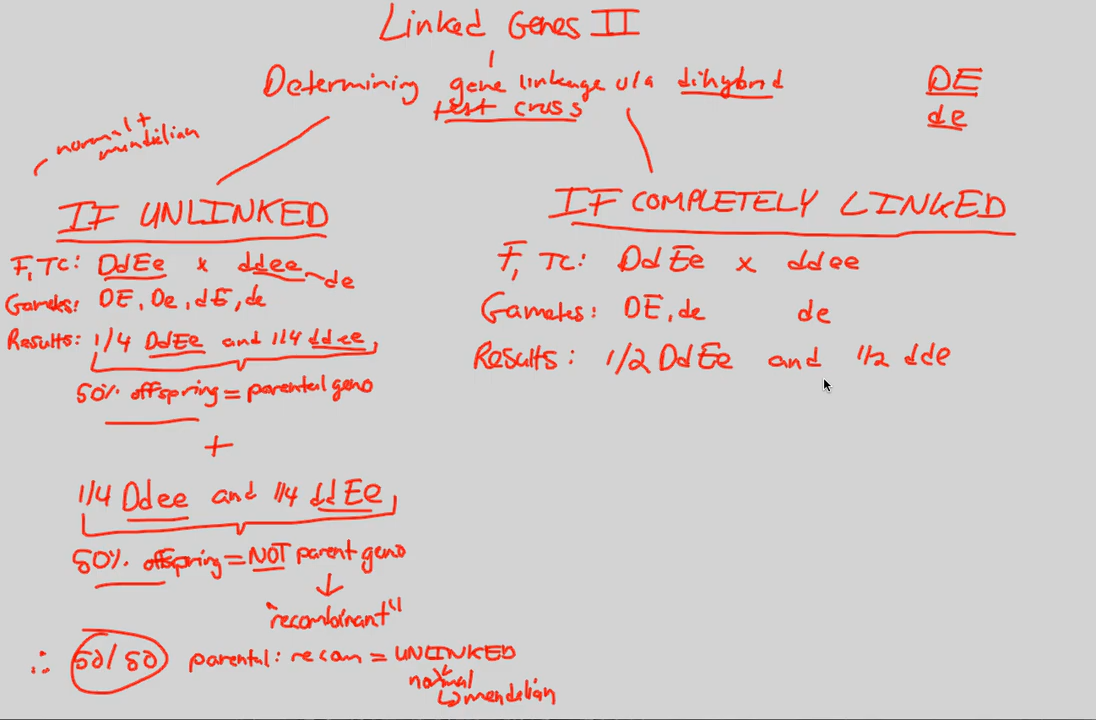 Linked Genes II
Determining gene linkage via dihybrid
test cross
DE
de
normal + mendelian
IF UNLINKED
F, TC: DdEe x ddee
de
Gametes: DE, De, dE, de
Results: 1/4 DdEe and 1/4 ddee
50% offspring = parental geno
+
1/4 Ddee and 1/4 ddEe
50% offspring = NOT parent geno
↓
"recombinant"
∴ 50/50 parental: recom = UNLINKED
normal
↳mendelian
IF COMPLETELY LINKED
F, TC: DdEe x ddee
Gametes: DE, de de
Results: 1/2 DdEe and 1/2 dde